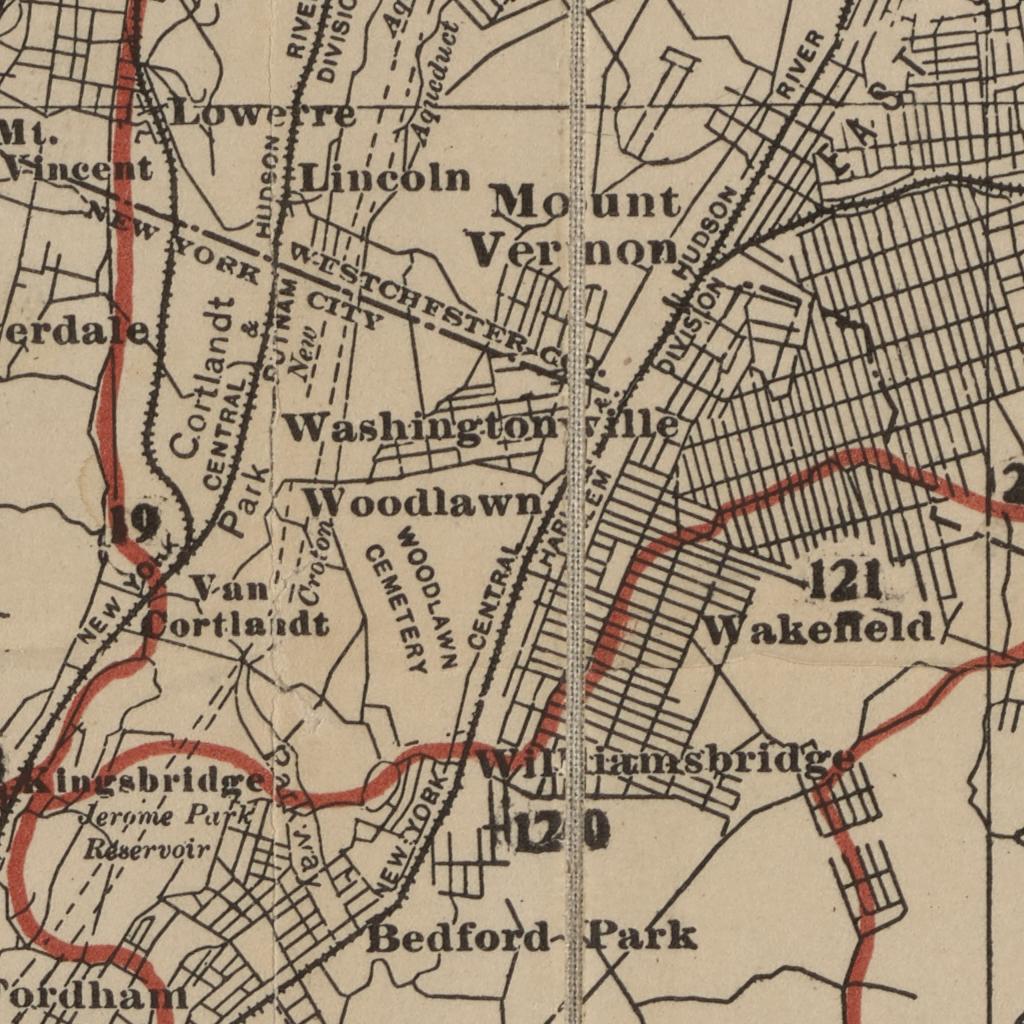 RIVER
DIVISION
Aqueduct
RIVER
EAST
Lowerre
Mt.
Vincent
HUDSON
Lincoln
Mount
Vernon
HUDSON
DIVISION
NEW YORK
CITY
WESTCHESTER CO.
erdale
Cortlandt
Park
CENTRAL &
PUTNAM
New
Croton
Washingtonville
Woodlawn
19
WOODLAWN
CEMETERY
HARLEM
CENTRAL
121
Wakefield
NEW YORK
Van
Cortlandt
Kingsbridge
Jerome Park
Reservoir
Parkway
Williamsbridge
NEW YORK
120
Bedford Park
Fordham